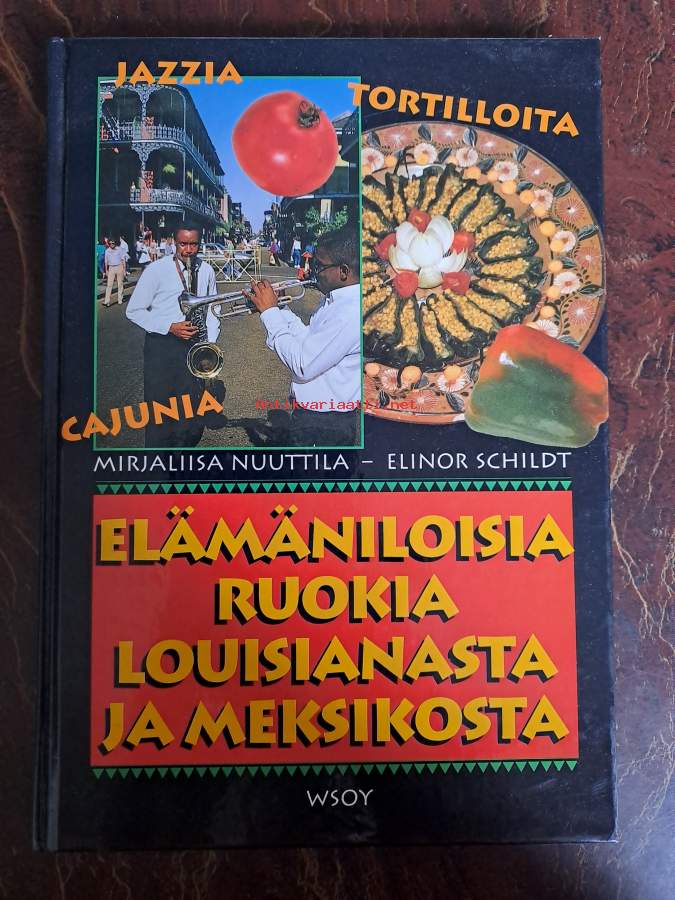 JAZZIA
TORTILLOITA
CAJUNIA
Antikvariaatti.net
MIRJALIISA NUUTTILA – ELINOR SCHILDT
ELÄMÄNILOISIA
RUOKIA
LOUISIANASTA
JA MEKSIKOSTA
WSOY